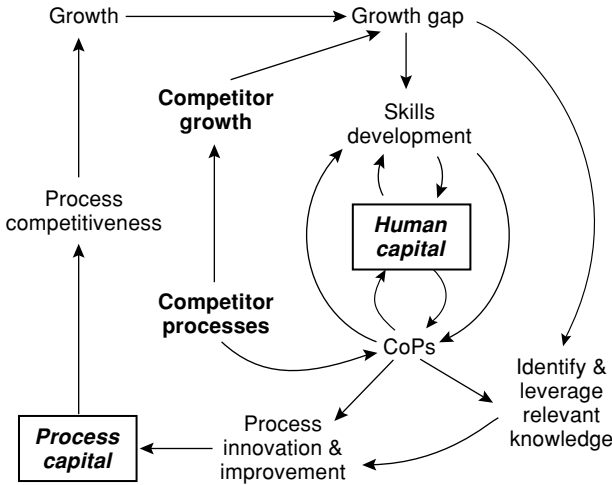 Growth
Growth gap
Competitor
growth
Skills
development
Process
competitiveness
Human
capital
Competitor
processes
CoPs
Identify &
leverage
relevant
knowledge
Process
innovation &
improvement
Process
capital